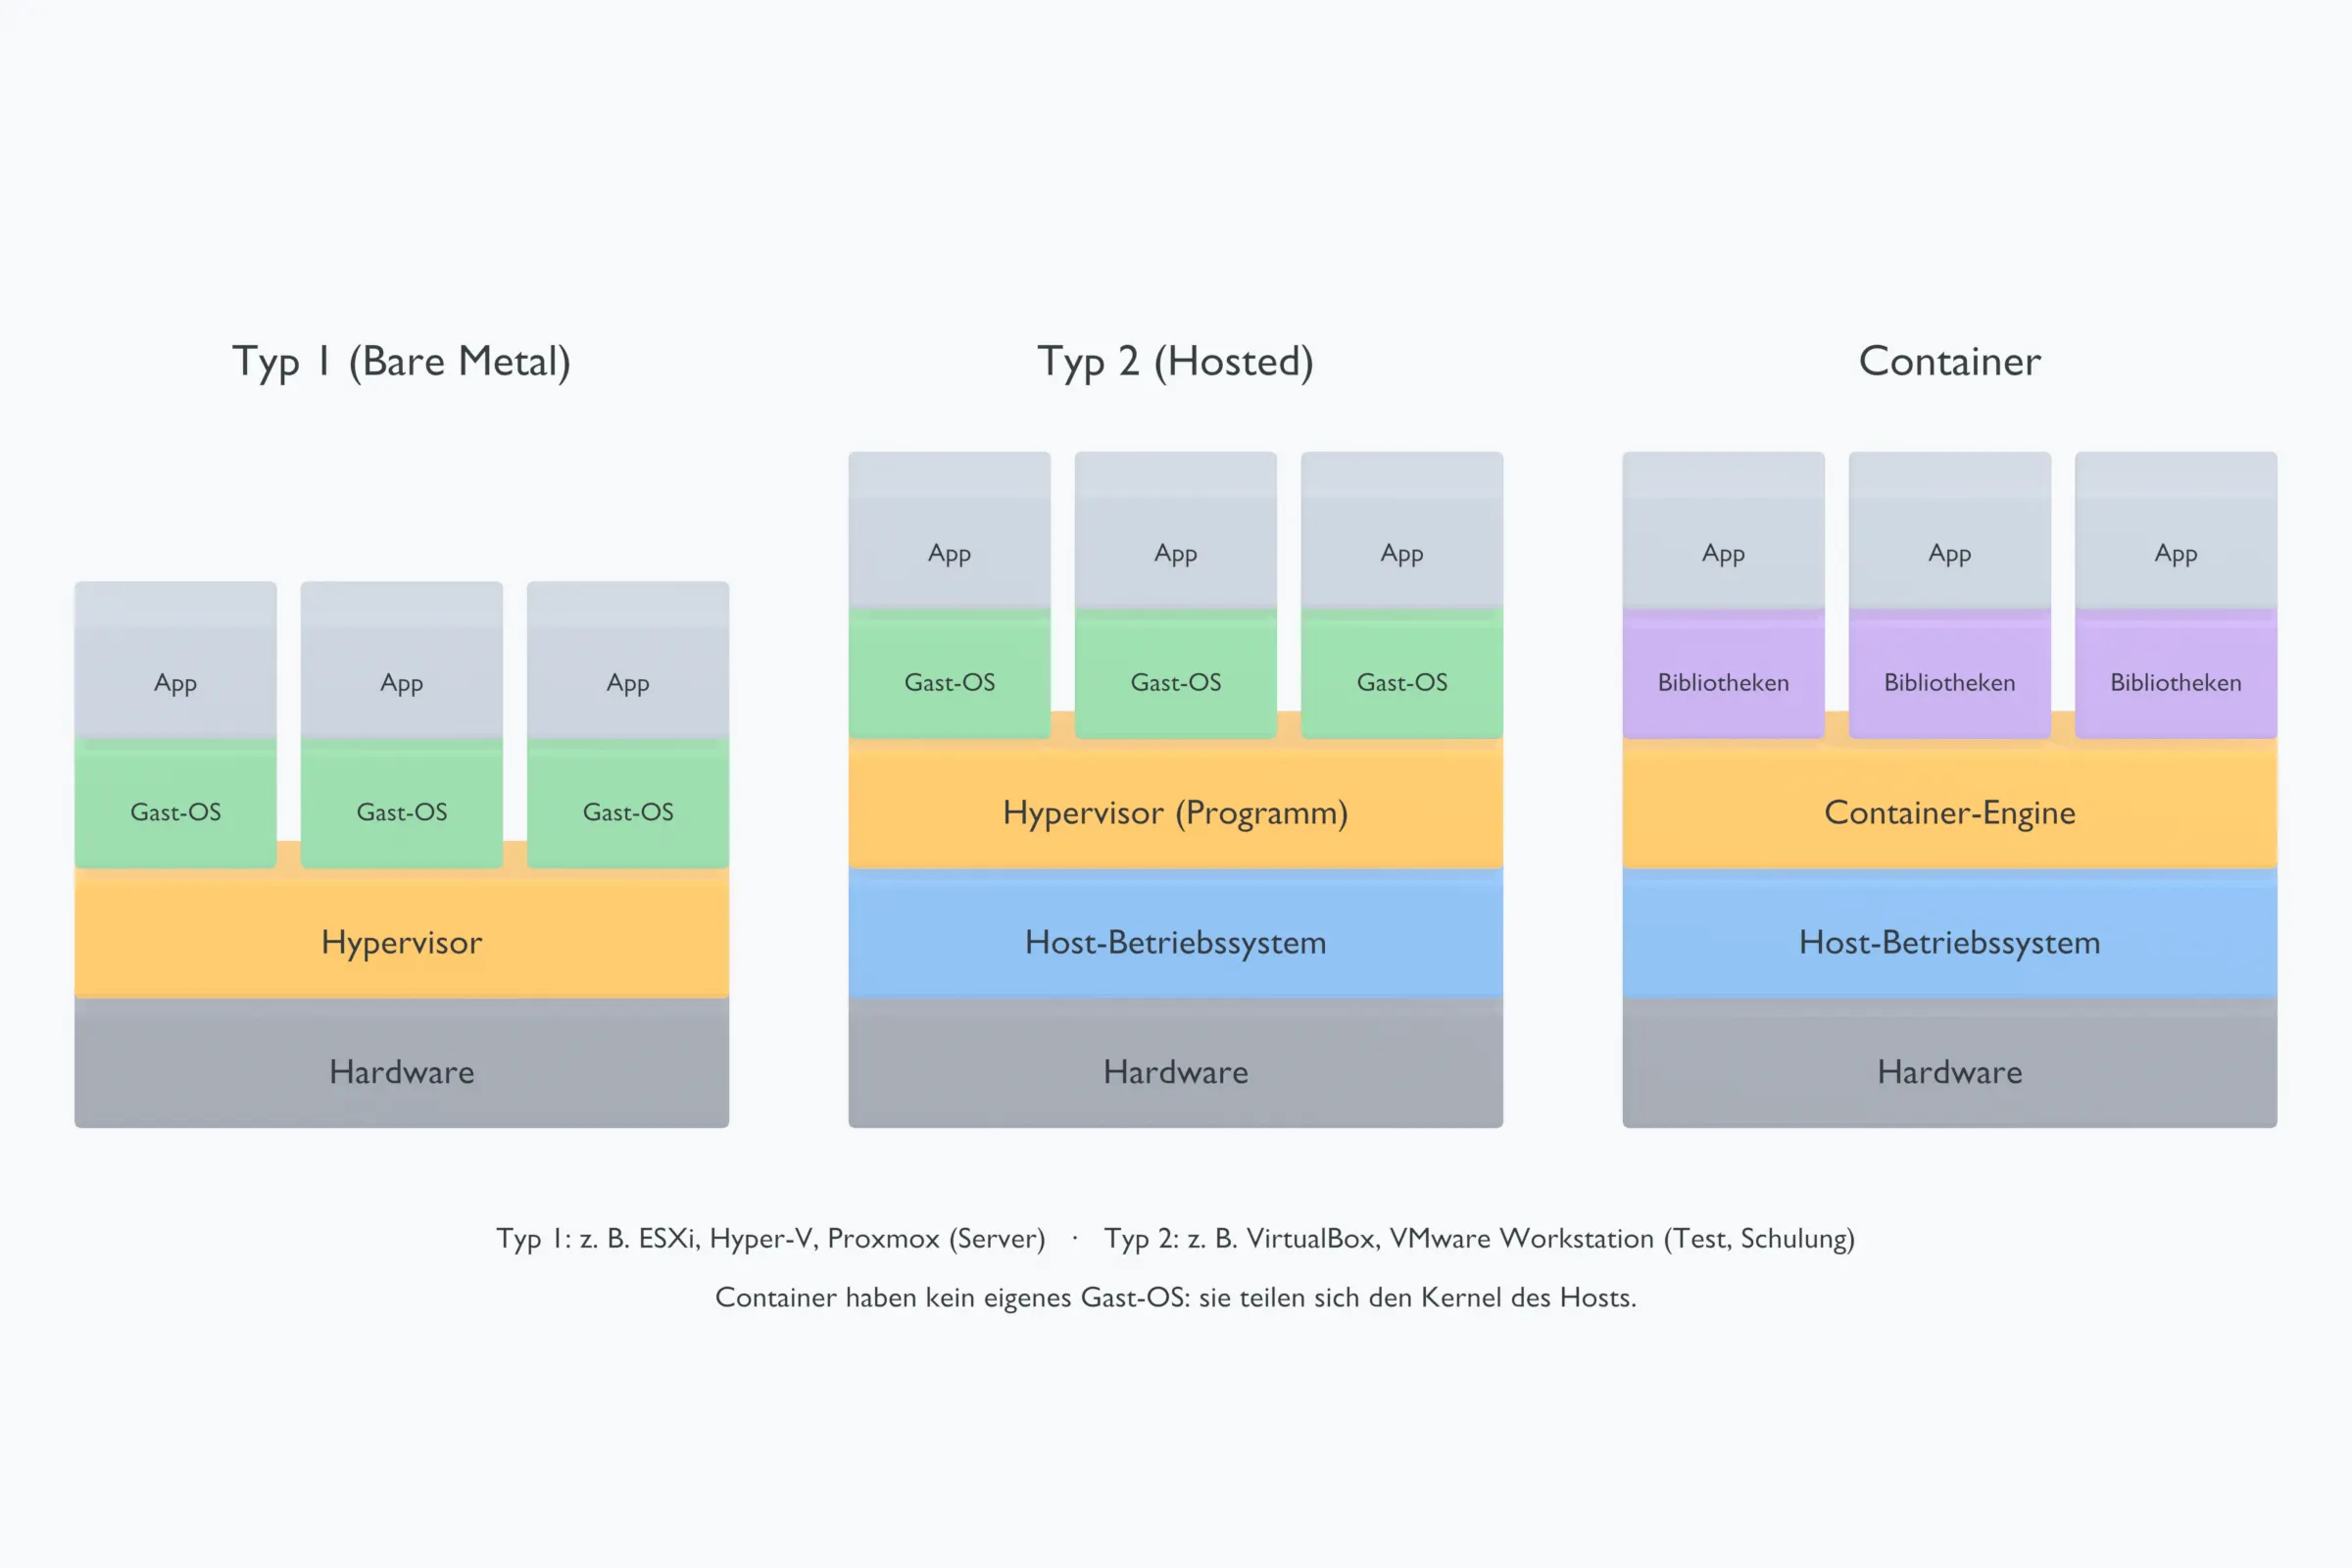 Typ 1 (Bare Metal)
App App App
Gast-OS Gast-OS Gast-OS
Hypervisor
Hardware
Typ 2 (Hosted)
App App App
Gast-OS Gast-OS Gast-OS
Hypervisor (Programm)
Host-Betriebssystem
Hardware
Container
App App App
Bibliotheken Bibliotheken Bibliotheken
Container-Engine
Host-Betriebssystem
Hardware
Typ 1: z. B. ESXi, Hyper-V, Proxmox (Server) · Typ 2: z. B. VirtualBox, VMware Workstation (Test, Schulung)
Container haben kein eigenes Gast-OS: sie teilen sich den Kernel des Hosts.